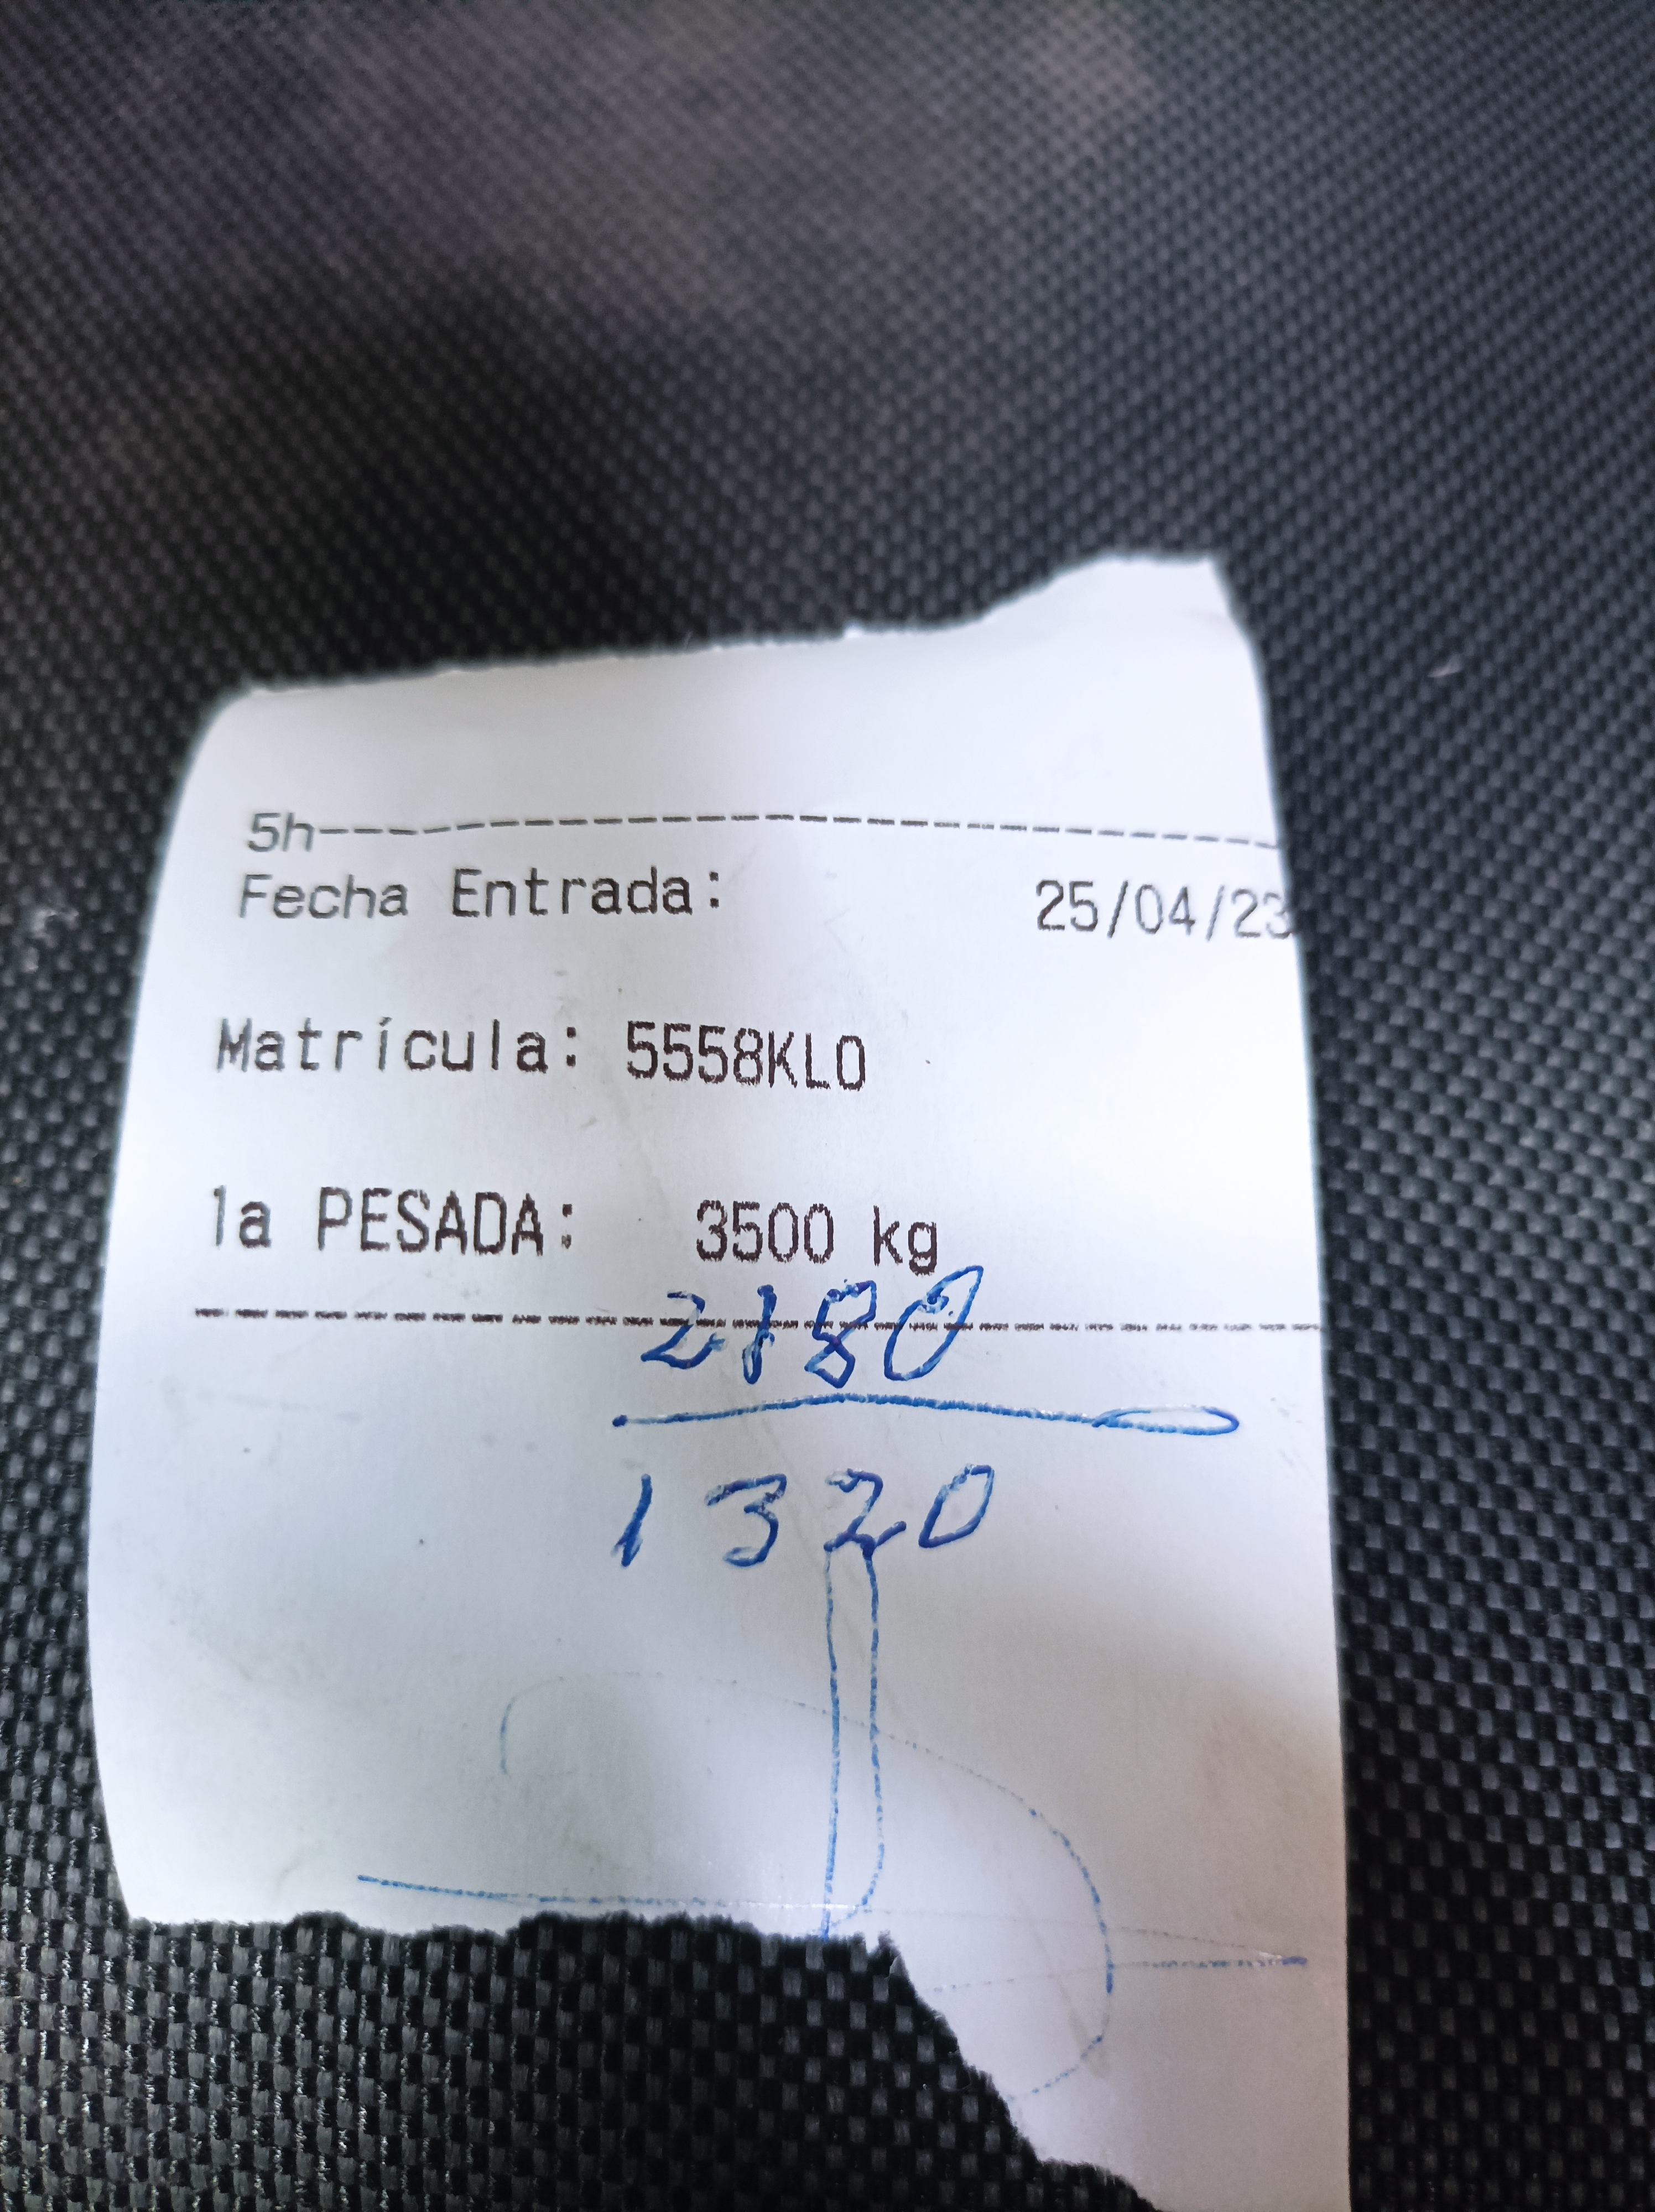 5h------------------------
Fecha Entrada: 25/04/23
Matrícula: 5558KLO
1a PESADA: 3500 kg
2180
1320